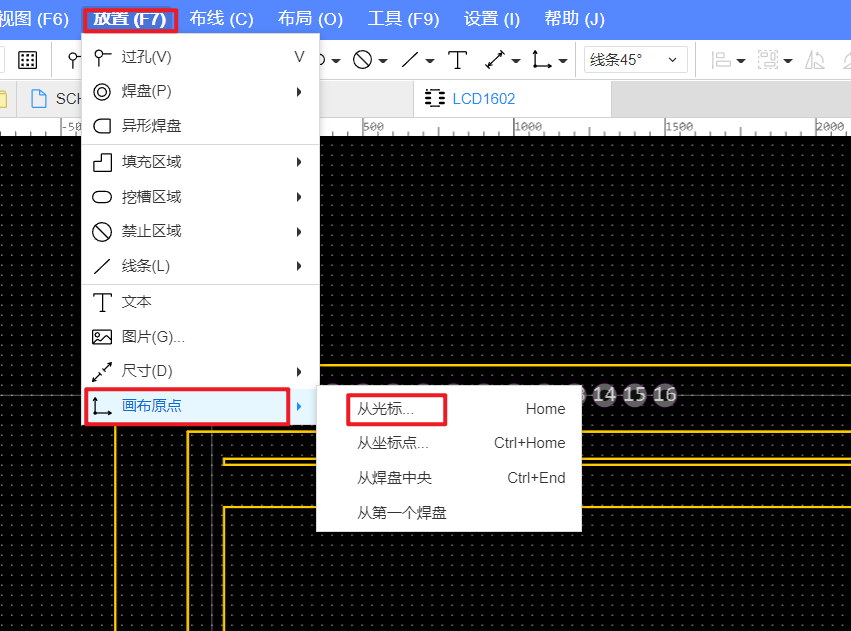 视图 (F6) 放置 (F7) 布线 (C) 布局 (O) 工具 (F9) 设置 (I) 帮助 (J)
线条45°
SCH
LCD1602
-50 500 1000 1500 2000
过孔(V) V
焊盘(P)
异形焊盘
填充区域
挖槽区域
禁止区域
线条(L)
文本
图片(G)...
尺寸(D)
画布原点
14 15 16
从光标... Home
从坐标点... Ctrl+Home
从焊盘中央 Ctrl+End
从第一个焊盘